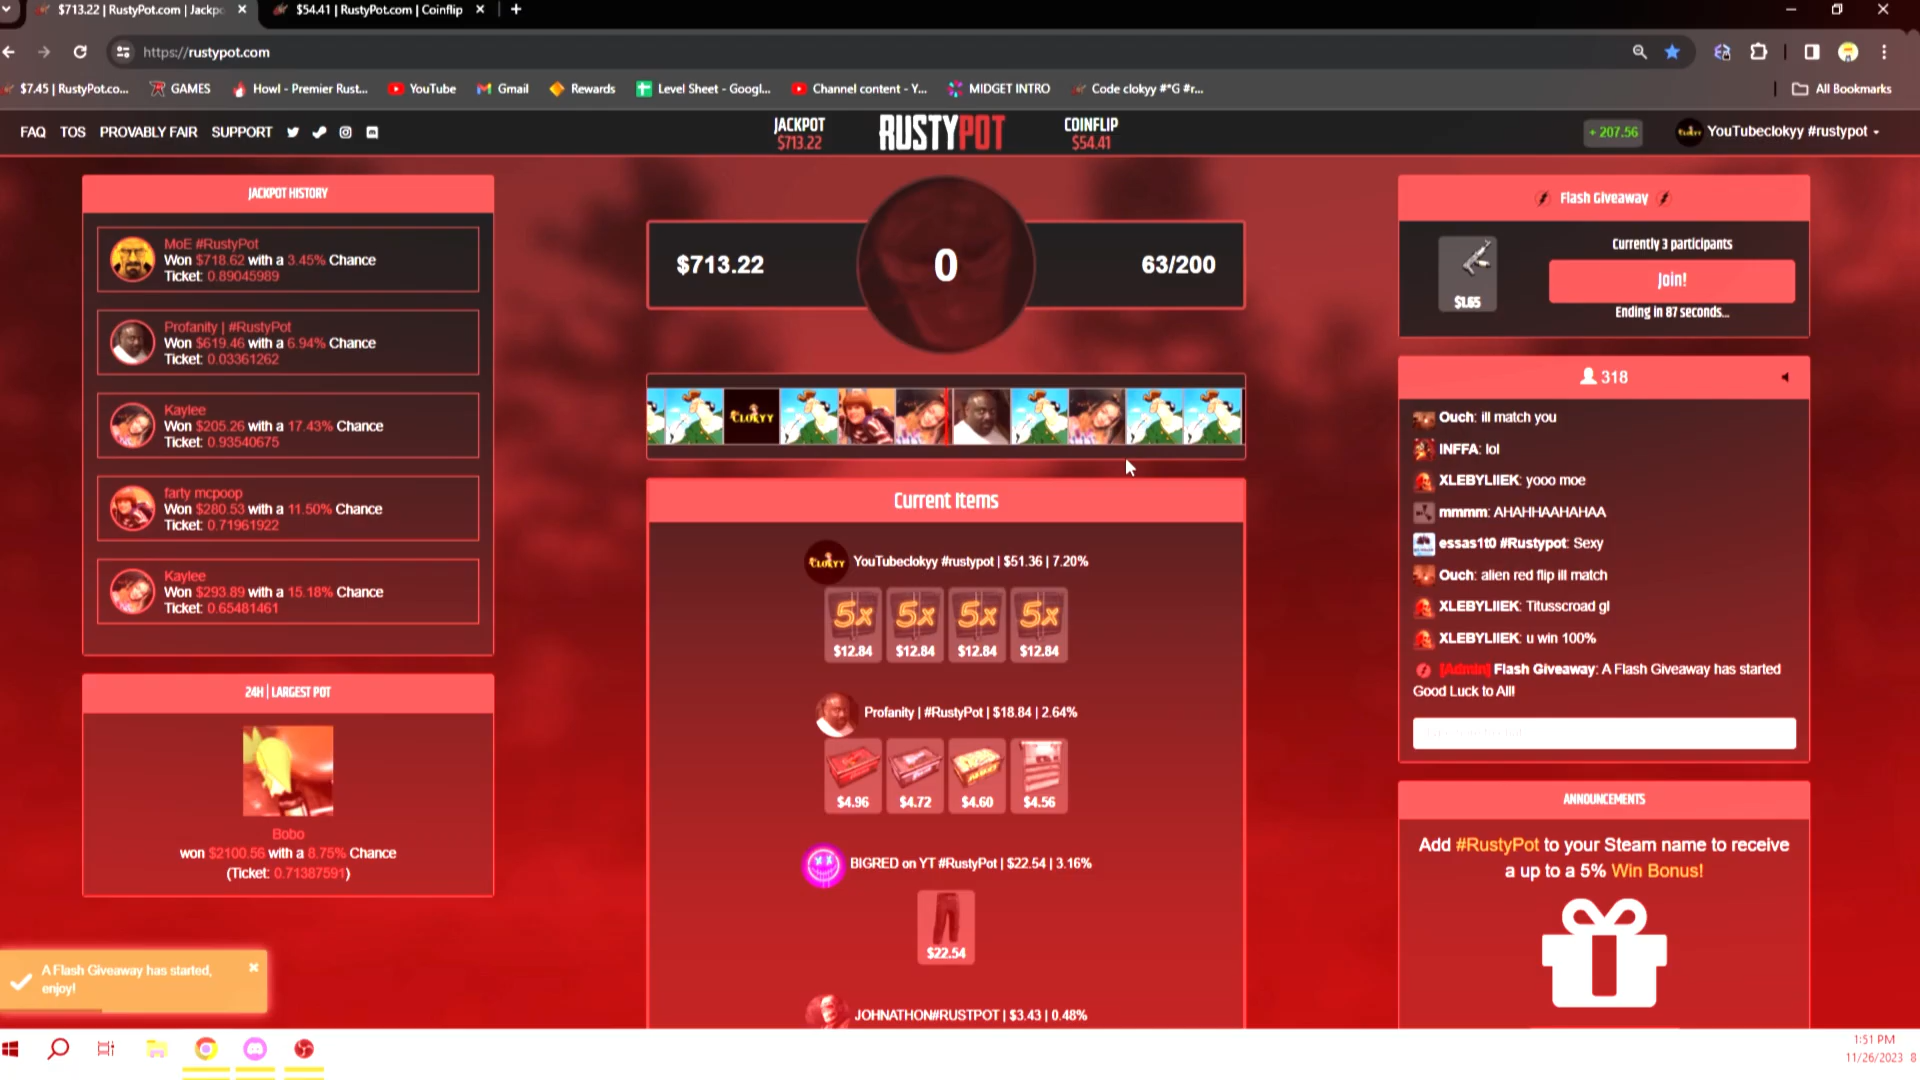 $713.22 | RustyPot.com | Jackpo
$54.41 | RustyPot.com | Coinflip
https://rustypot.com
$7.45 | RustyPot.co...
GAMES
Howl - Premier Rust...
YouTube
Gmail
Rewards
Level Sheet - Googl...
Channel content - Y...
MIDGET INTRO
Code clokyy #*G #r...
All Bookmarks
FAQ TOS PROVABLY FAIR SUPPORT
JACKPOT
$713.22
RUSTYPOT
COINFLIP
$54.41
+ 207.56
YouTubeclokyy #rustypot
JACKPOT HISTORY
MoE #RustyPot
Won $718.62 with a 3.45% Chance
Ticket: 0.89045989
Profanity | #RustyPot
Won $619.46 with a 6.94% Chance
Ticket: 0.03361262
Kaylee
Won $205.26 with a 17.43% Chance
Ticket: 0.93540675
farty mcpoop
Won $280.53 with a 11.50% Chance
Ticket: 0.71961922
Kaylee
Won $293.89 with a 15.18% Chance
Ticket: 0.65481461
24H | LARGEST POT
Bobo
won $2100.56 with a 8.75% Chance
(Ticket: 0.71387591)
A Flash Giveaway has started,
enjoy!
$713.22
0
63/200
CLOKYY
Current Items
CLOKYY
YouTubeclokyy #rustypot | $51.36 | 7.20%
5x 5x 5x 5x
$12.84 $12.84 $12.84 $12.84
Profanity | #RustyPot | $18.84 | 2.64%
$4.96 $4.72 $4.60 $4.56
BIGRED on YT #RustyPot | $22.54 | 3.16%
$22.54
JOHNATHON#RUSTPOT | $3.43 | 0.48%
Flash Giveaway
Currently 3 participants
$1.65
Join!
Ending in 87 seconds...
318
Ouch: ill match you
INFFA: lol
XLEBYLIIEK: yooo moe
mmmm: AHAHHAAHAHAA
essas1t0 #Rustypot: Sexy
Ouch: alien red flip ill match
XLEBYLIIEK: Titusscroad gl
XLEBYLIIEK: u win 100%
[Admin] Flash Giveaway: A Flash Giveaway has started
Good Luck to All!
ANNOUNCEMENTS
Add #RustyPot to your Steam name to receive
a up to a 5% Win Bonus!
1:51 PM
11/26/2023
8